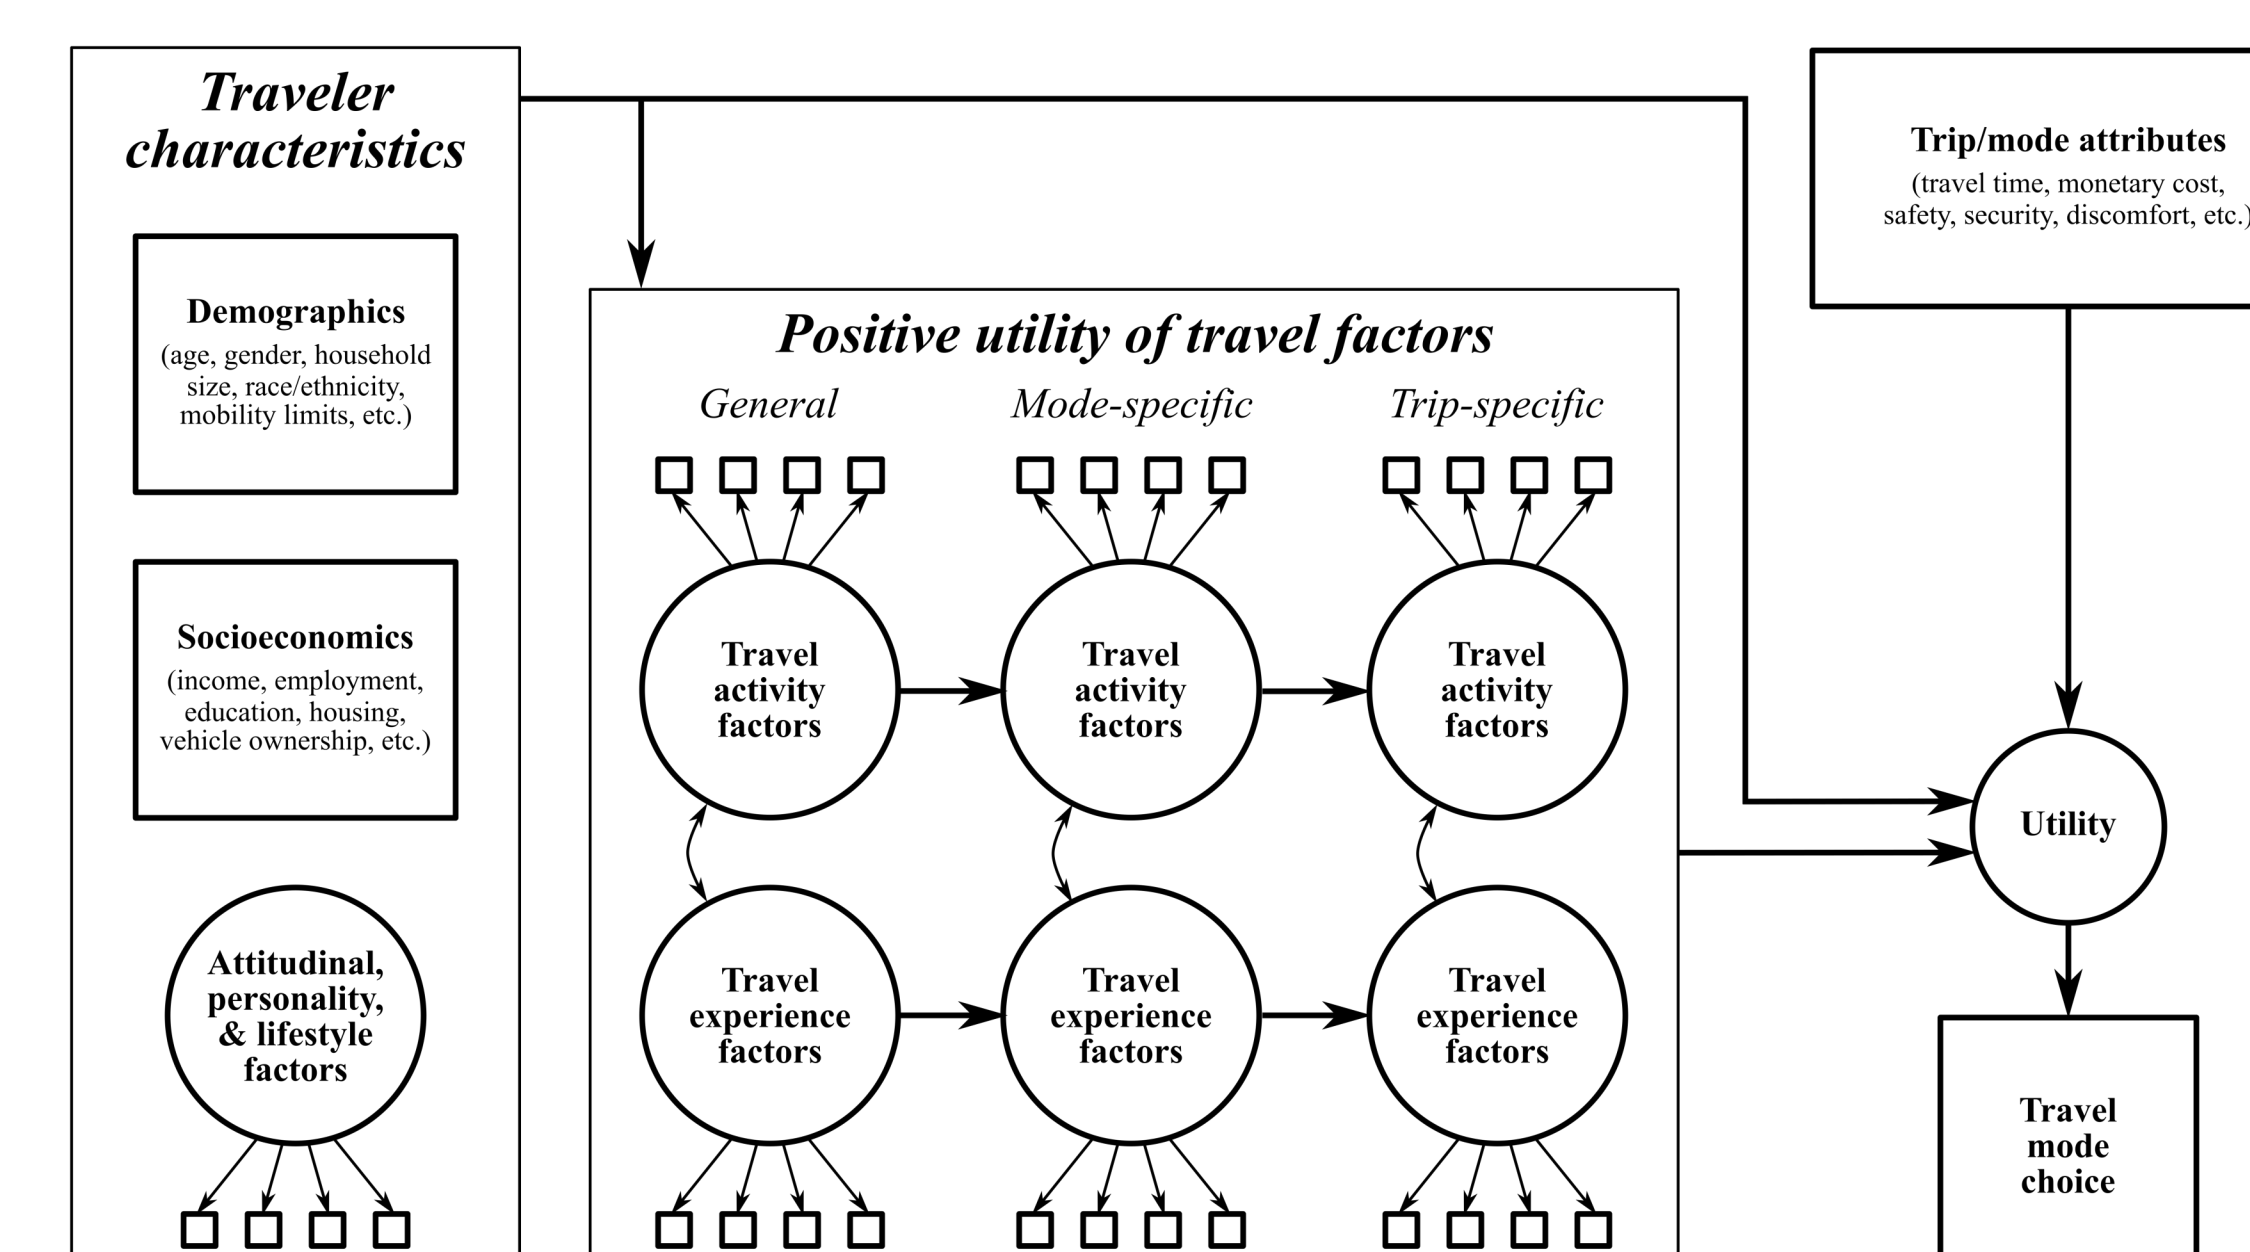 Traveler
characteristics
Demographics
(age, gender, household
size, race/ethnicity,
mobility limits, etc.)
Socioeconomics
(income, employment,
education, housing,
vehicle ownership, etc.)
Attitudinal,
personality,
& lifestyle
factors
Positive utility of travel factors
General
Mode-specific
Trip-specific
Travel
activity
factors
Travel
activity
factors
Travel
activity
factors
Travel
experience
factors
Travel
experience
factors
Travel
experience
factors
Trip/mode attributes
(travel time, monetary cost,
safety, security, discomfort, etc.)
Utility
Travel
mode
choice